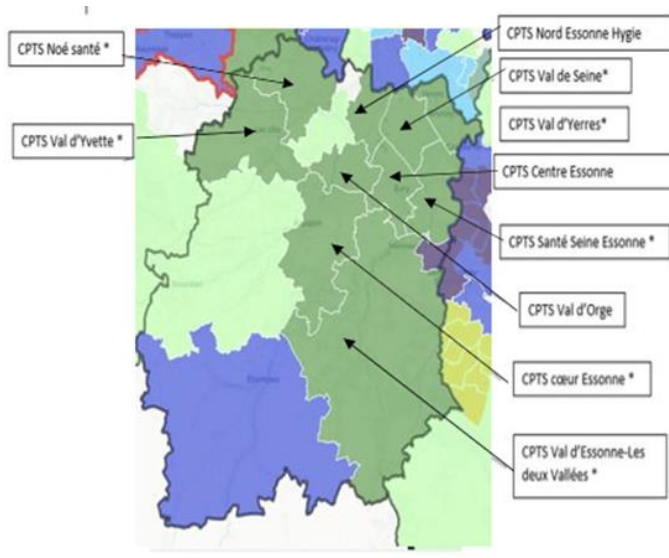 CPTS Nord Essonne Hygie
CPTS Noé santé *
CPTS Val de Seine*
CPTS Val d'Yerres*
CPTS Val d'Yvette *
CPTS Centre Essonne
CPTS Santé Seine Essonne *
CPTS Val d'Orge
CPTS cœur Essonne *
CPTS Val d'Essonne-Les
deux Vallées *